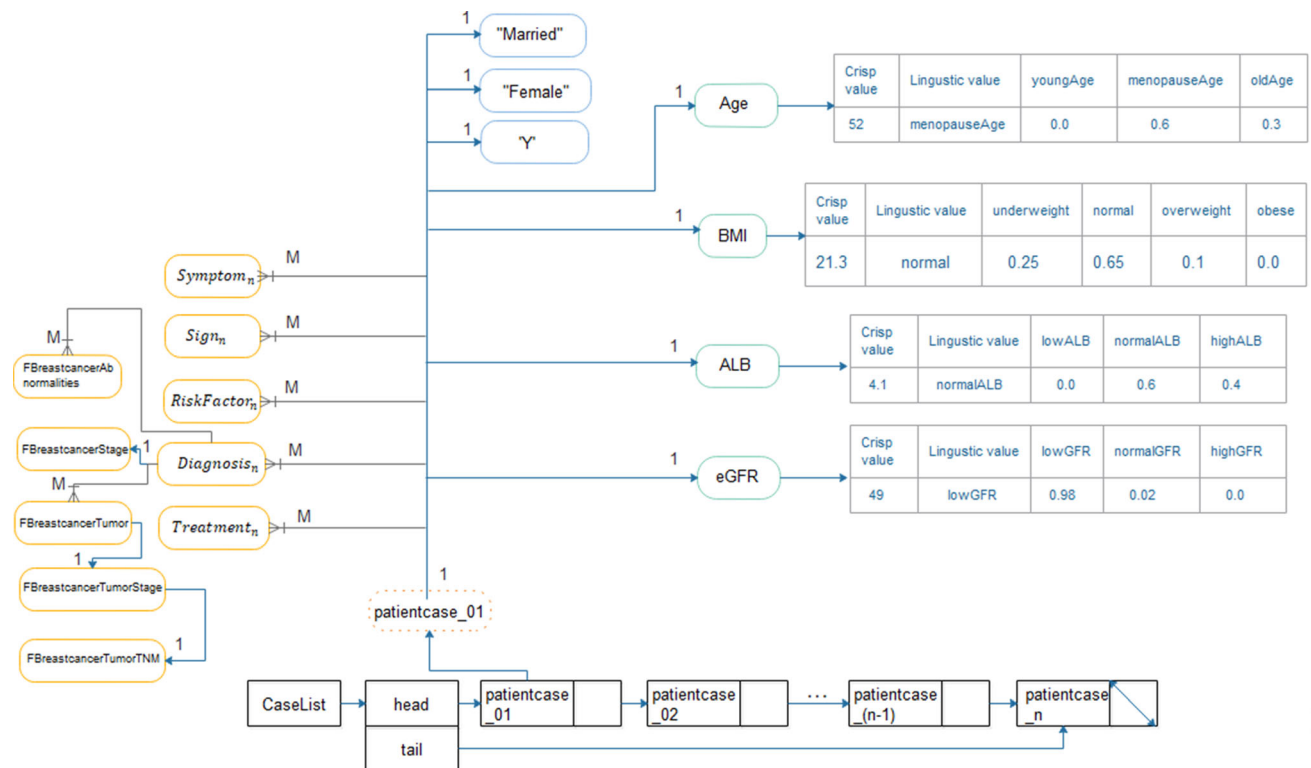 1
"Married"
1
"Female"
1
'Y'
1
Age
Crisp value
Lingustic value
youngAge
menopauseAge
oldAge
52
menopauseAge
0.0
0.6
0.3
1
BMI
Crisp value
Lingustic value
underweight
normal
overweight
obese
21.3
normal
0.25
0.65
0.1
0.0
1
ALB
Crisp value
Lingustic value
lowALB
normalALB
highALB
4.1
normalALB
0.0
0.6
0.4
1
eGFR
Crisp value
Lingustic value
lowGFR
normalGFR
highGFR
49
lowGFR
0.98
0.02
0.0
Symptomₙ
M
Signₙ
M
RiskFactorₙ
M
Diagnosisₙ
M
Treatmentₙ
M
M
FBreastcancerAb
normalities
FBreastcancerStage
1
M
FBreastcancerTumor
1
FBreastcancerTumorStage
1
FBreastcancerTumorTNM
1
patientcase_01
CaseList
head
tail
patientcase
_01
patientcase
_02
...
patientcase
_(n-1)
patientcase
_n